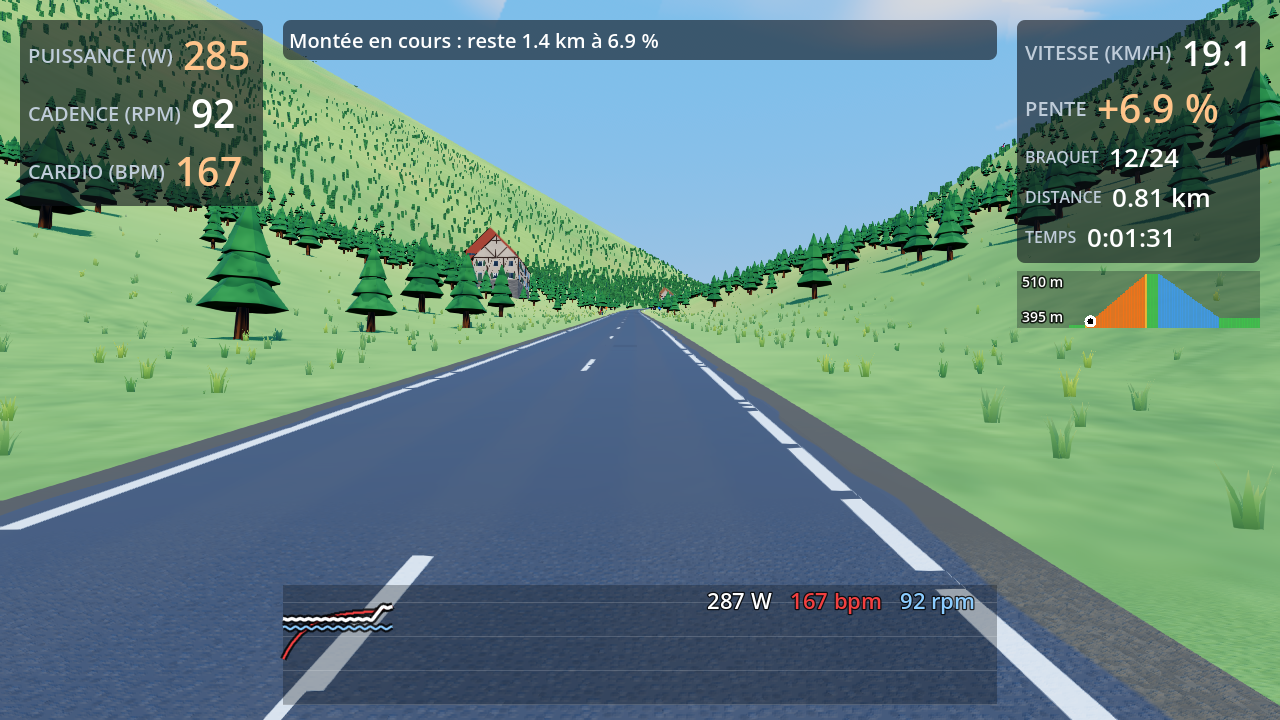 PUISSANCE (W) 285
CADENCE (RPM) 92
CARDIO (BPM) 167
Montée en cours : reste 1.4 km à 6.9 %
VITESSE (KM/H) 19.1
PENTE +6.9 %
BRAQUET 12/24
DISTANCE 0.81 km
TEMPS 0:01:31
510 m
395 m
287 W 167 bpm 92 rpm